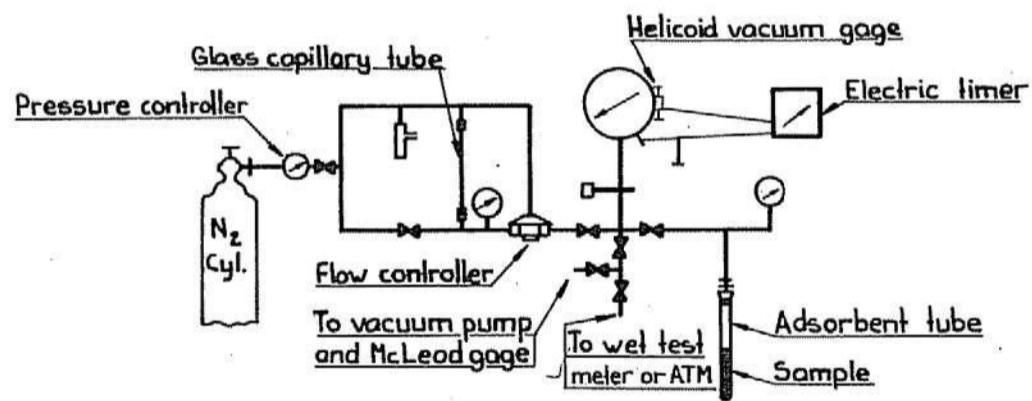 Helicoid vacuum gage
Glass capillary tube
Electric timer
Pressure controller
N2
Cyl.
Flow controller
To vacuum pump
and McLeod gage
To wet test
meter or ATM
Adsorbent tube
Sample